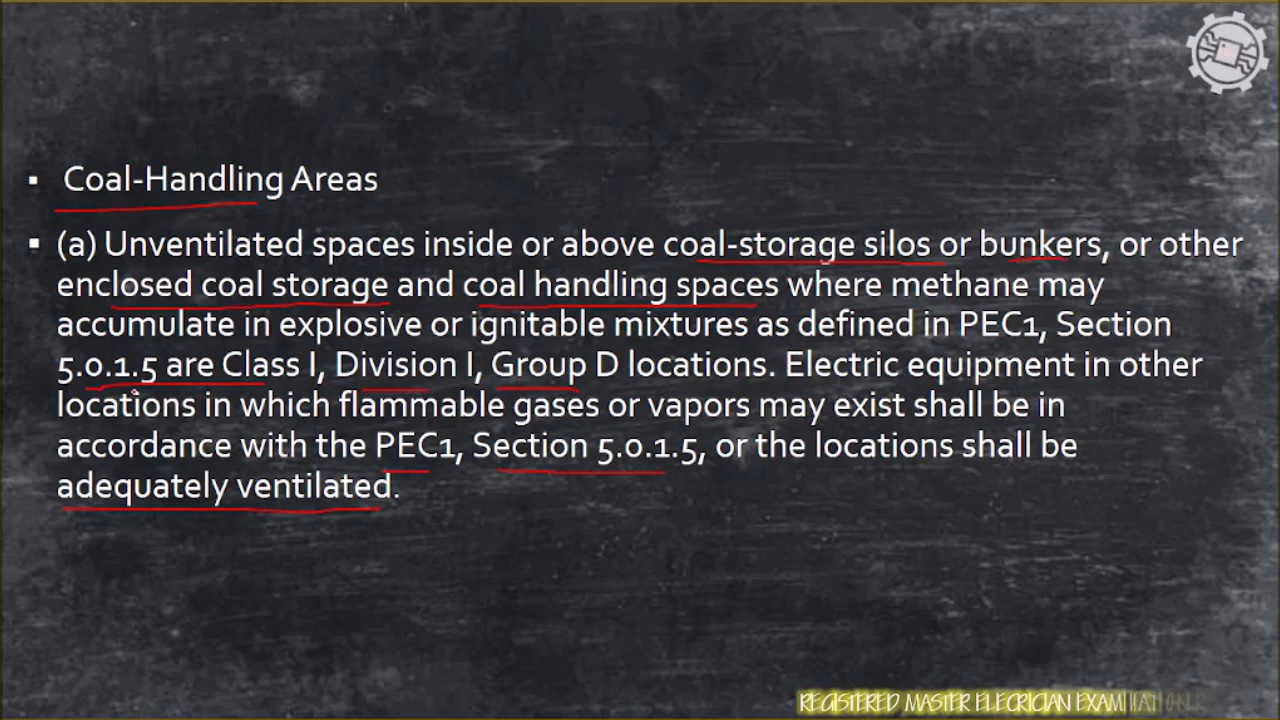 ▪ Coal-Handling Areas
▪ (a) Unventilated spaces inside or above coal-storage silos or bunkers, or other
enclosed coal storage and coal handling spaces where methane may
accumulate in explosive or ignitable mixtures as defined in PEC1, Section
5.0.1.5 are Class I, Division I, Group D locations. Electric equipment in other
locations in which flammable gases or vapors may exist shall be in
accordance with the PEC1, Section 5.0.1.5, or the locations shall be
adequately ventilated.
REGISTERED MASTER ELECRICIAN EXAMINATION